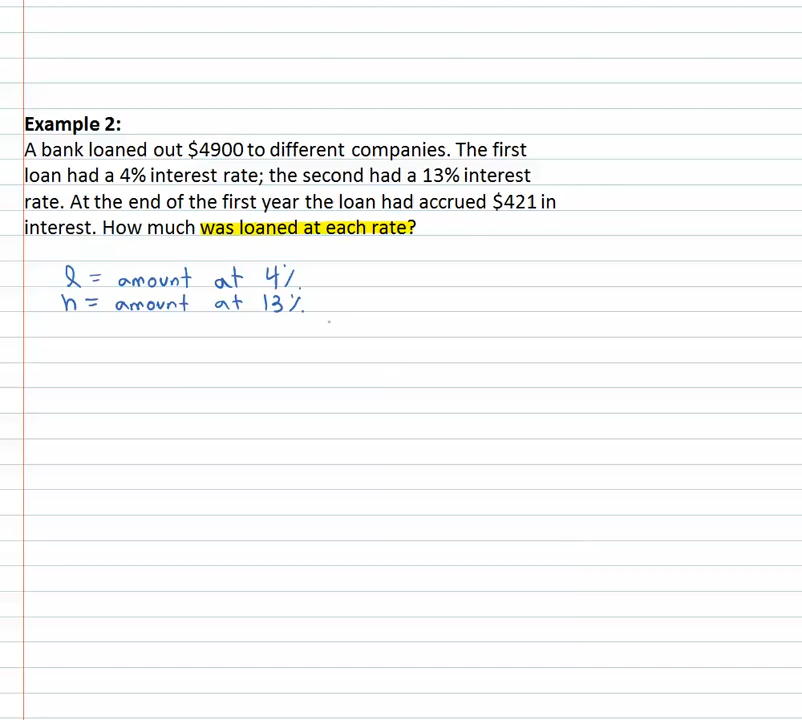 Example 2:
A bank loaned out $4900 to different companies. The first
loan had a 4% interest rate; the second had a 13% interest
rate. At the end of the first year the loan had accrued $421 in
interest. How much was loaned at each rate?
l = amount at 4%
h = amount at 13%